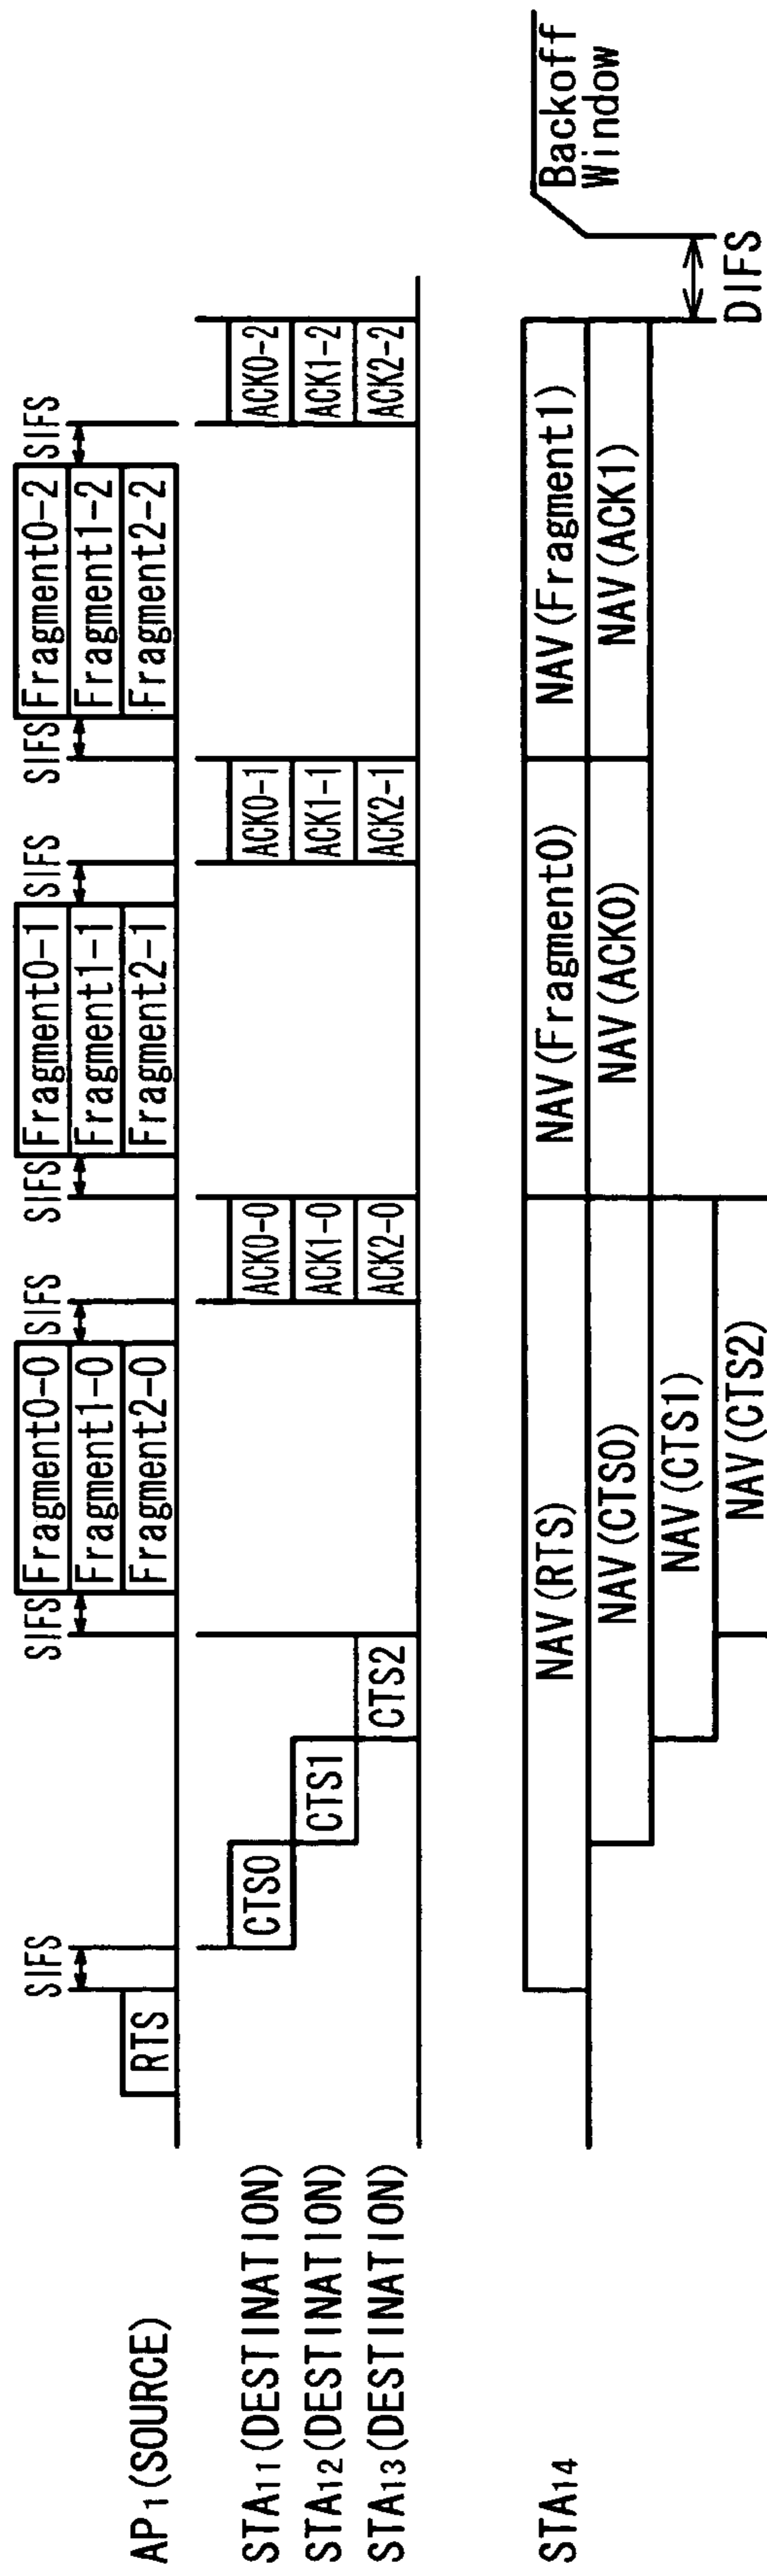 AP1(SOURCE)
RTS
SIFS
SIFS
Fragment0-0
Fragment1-0
Fragment2-0
SIFS
SIFS
Fragment0-1
Fragment1-1
Fragment2-1
SIFS
SIFS
Fragment0-2
Fragment1-2
Fragment2-2
SIFS
STA11(DESTINATION)
CTS0
ACK0-0
ACK0-1
ACK0-2
STA12(DESTINATION)
CTS1
ACK1-0
ACK1-1
ACK1-2
STA13(DESTINATION)
CTS2
ACK2-0
ACK2-1
ACK2-2
STA14
NAV(RTS)
NAV(Fragment0)
NAV(Fragment1)
Backoff
Window
NAV(CTS0)
NAV(ACK0)
NAV(ACK1)
NAV(CTS1)
NAV(CTS2)
DIFS